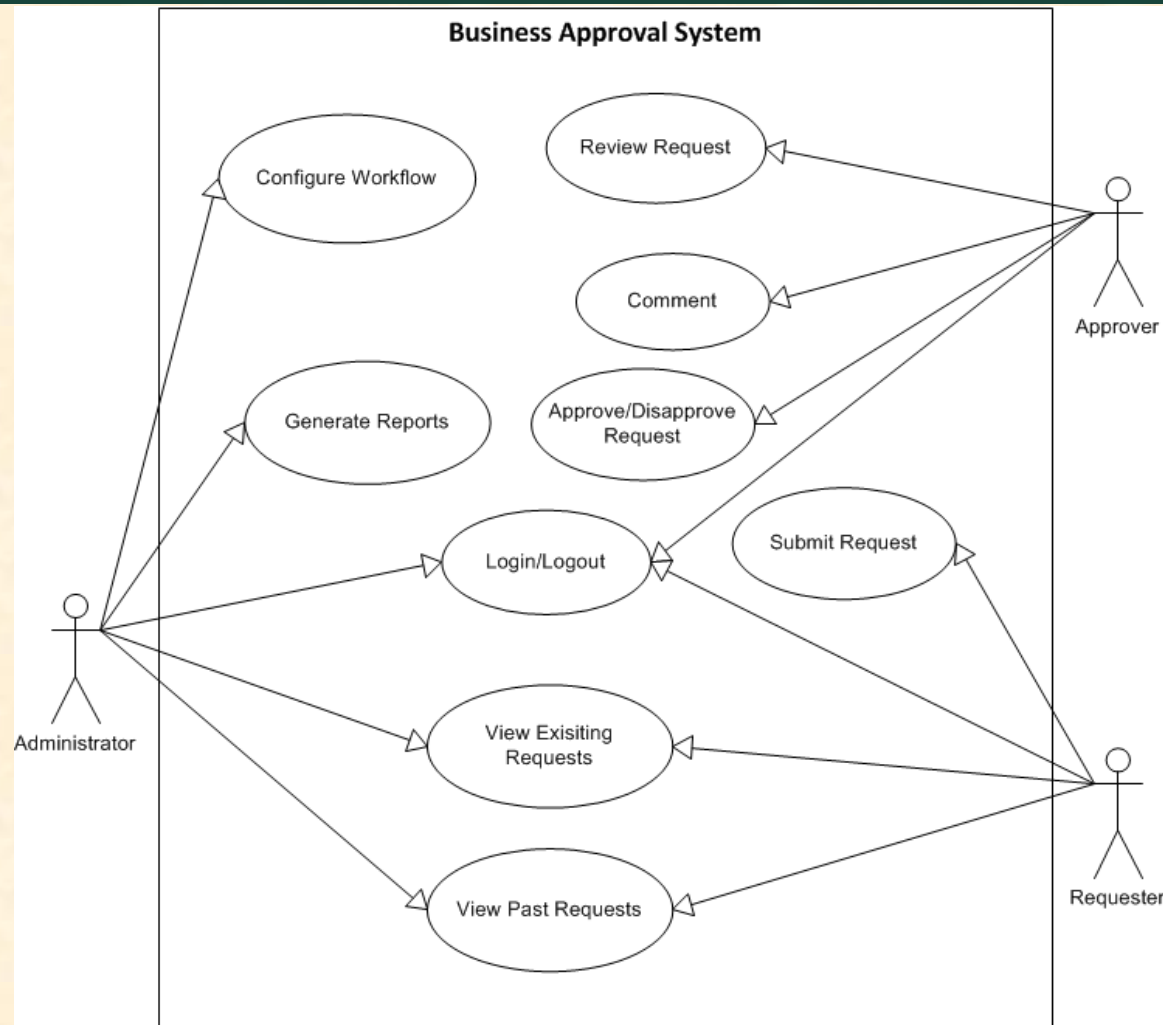 Business Approval System
Review Request
Configure Workflow
Comment
Approver
Approve/Disapprove
Request
Generate Reports
Submit Request
Login/Logout
View Exisiting
Requests
Administrator
Requester
View Past Requests